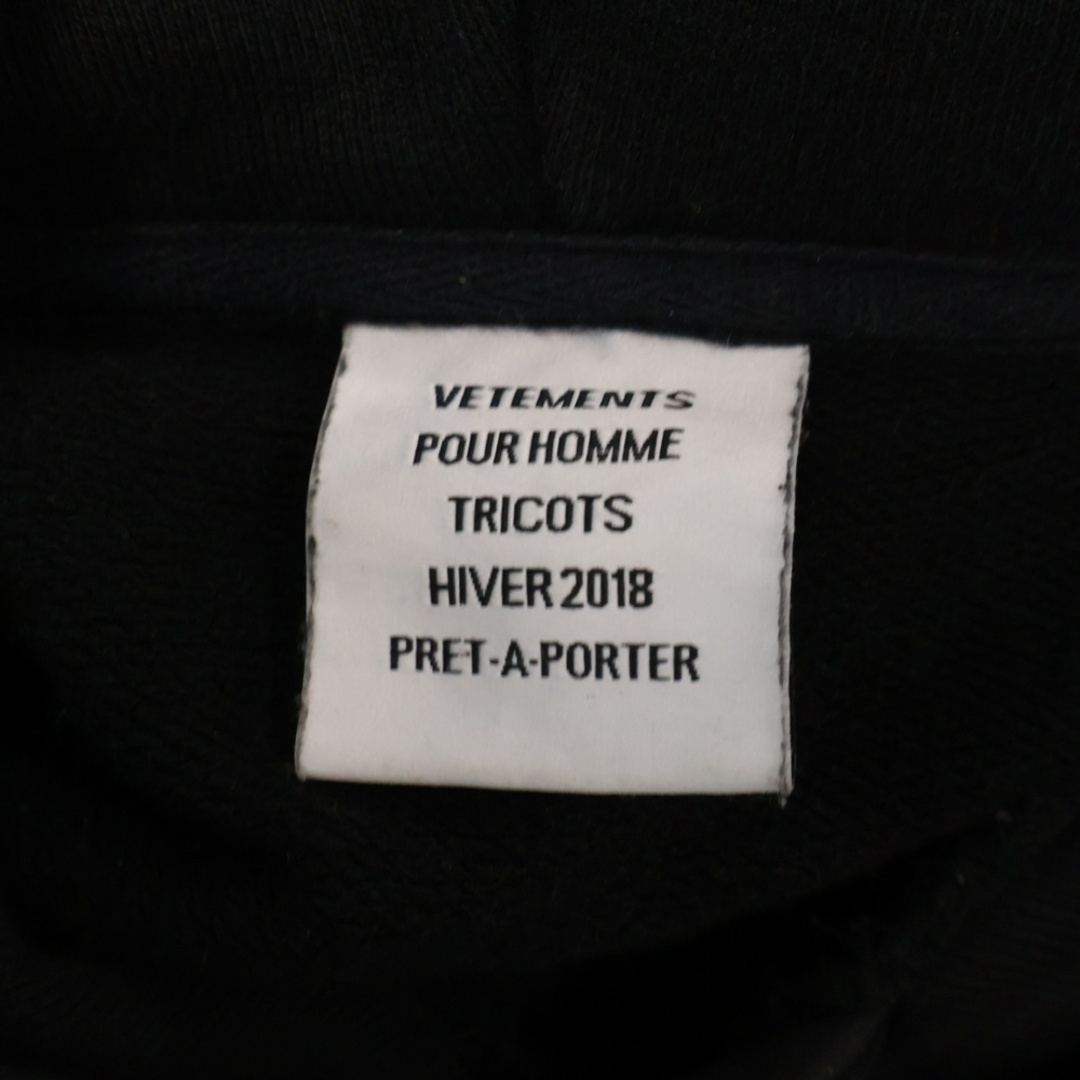 VETEMENTS
POUR HOMME
TRICOTS
HIVER 2018
PRET-A-PORTER